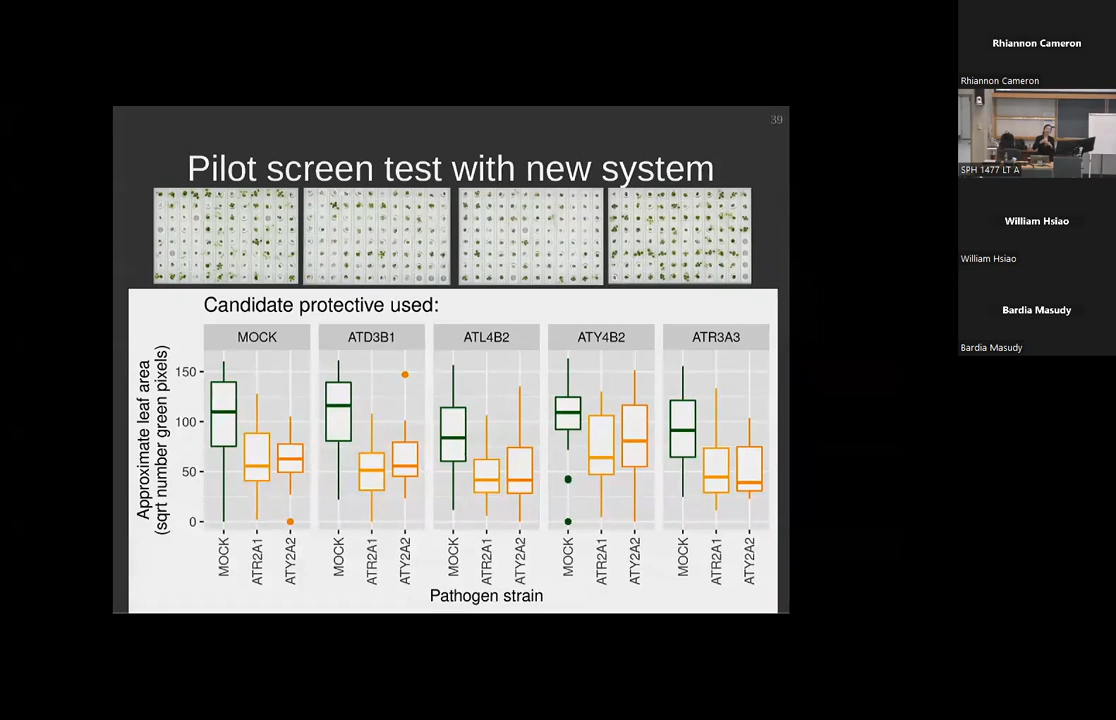 39
Pilot screen test with new system
Candidate protective used:
MOCK ATD3B1 ATL4B2 ATY4B2 ATR3A3
Approximate leaf area
(sqrt number green pixels)
150
100
50
0
MOCK ATR2A1 ATY2A2 MOCK ATR2A1 ATY2A2 MOCK ATR2A1 ATY2A2 MOCK ATR2A1 ATY2A2 MOCK ATR2A1 ATY2A2
Pathogen strain
Rhiannon Cameron
Rhiannon Cameron
SPH 1477 LT A
William Hsiao
William Hsiao
Bardia Masudy
Bardia Masudy